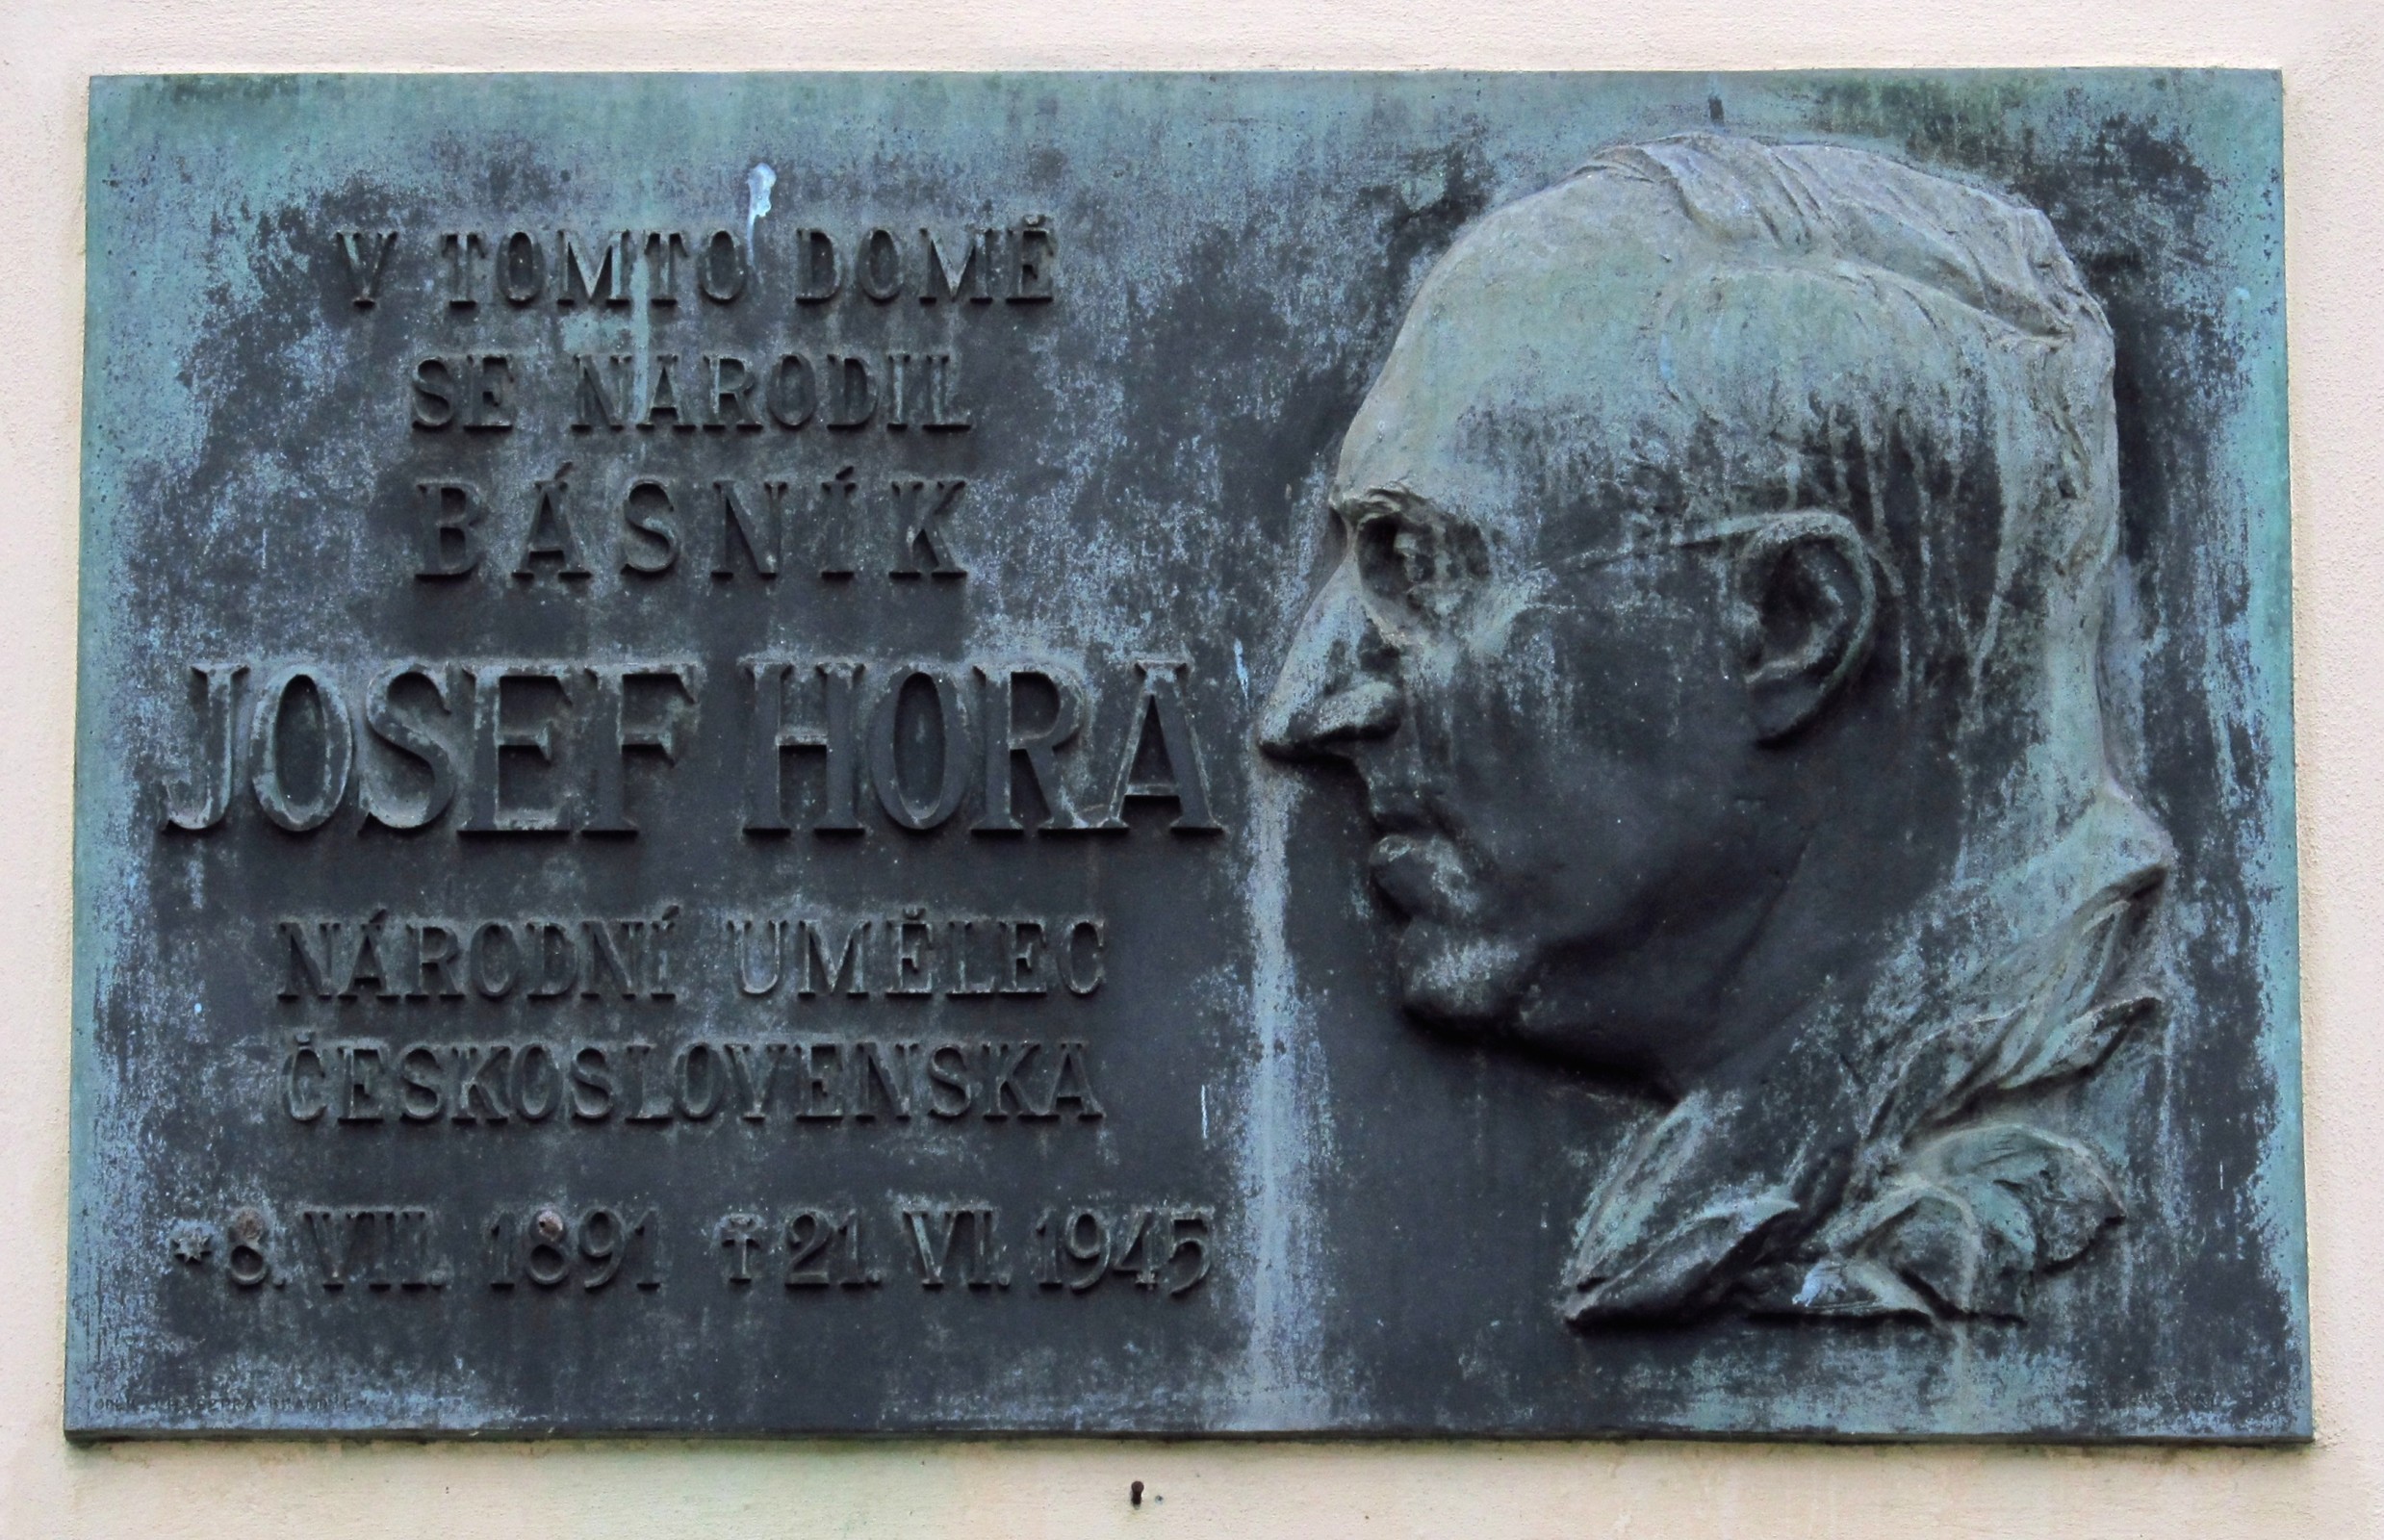 V TOMTO DOMĚ
SE NARODIL
BÁSNÍK
JOSEF HORA
NÁRODNÍ UMĚLEC
ČESKOSLOVENSKA
* 8. VII. 1891 † 21. VI. 1945